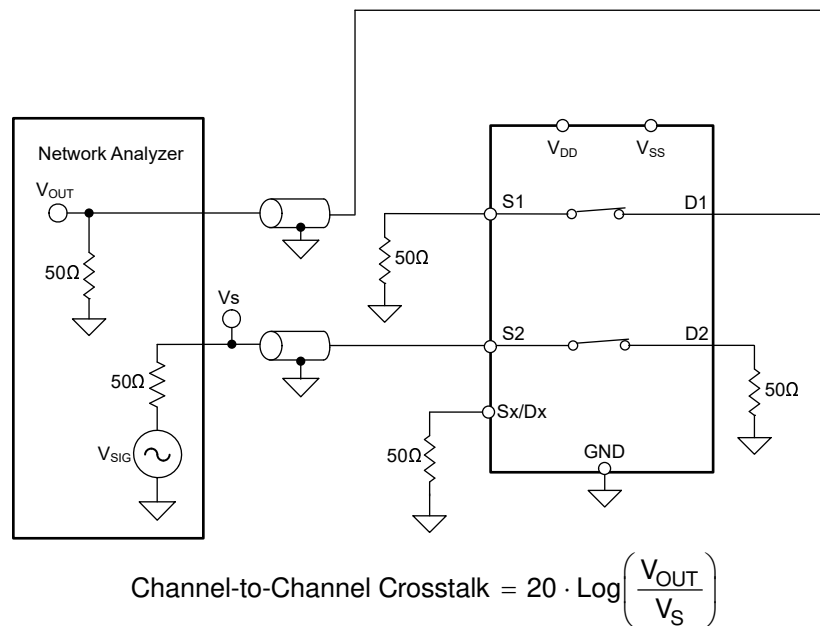 Network Analyzer
V_DD
V_SS
V_OUT
S1
D1
50Ω
50Ω
Vs
S2
D2
50Ω
50Ω
Sx/Dx
50Ω
V_SIG
GND
Channel-to-Channel Crosstalk = 20 · Log(V_OUT / V_S)